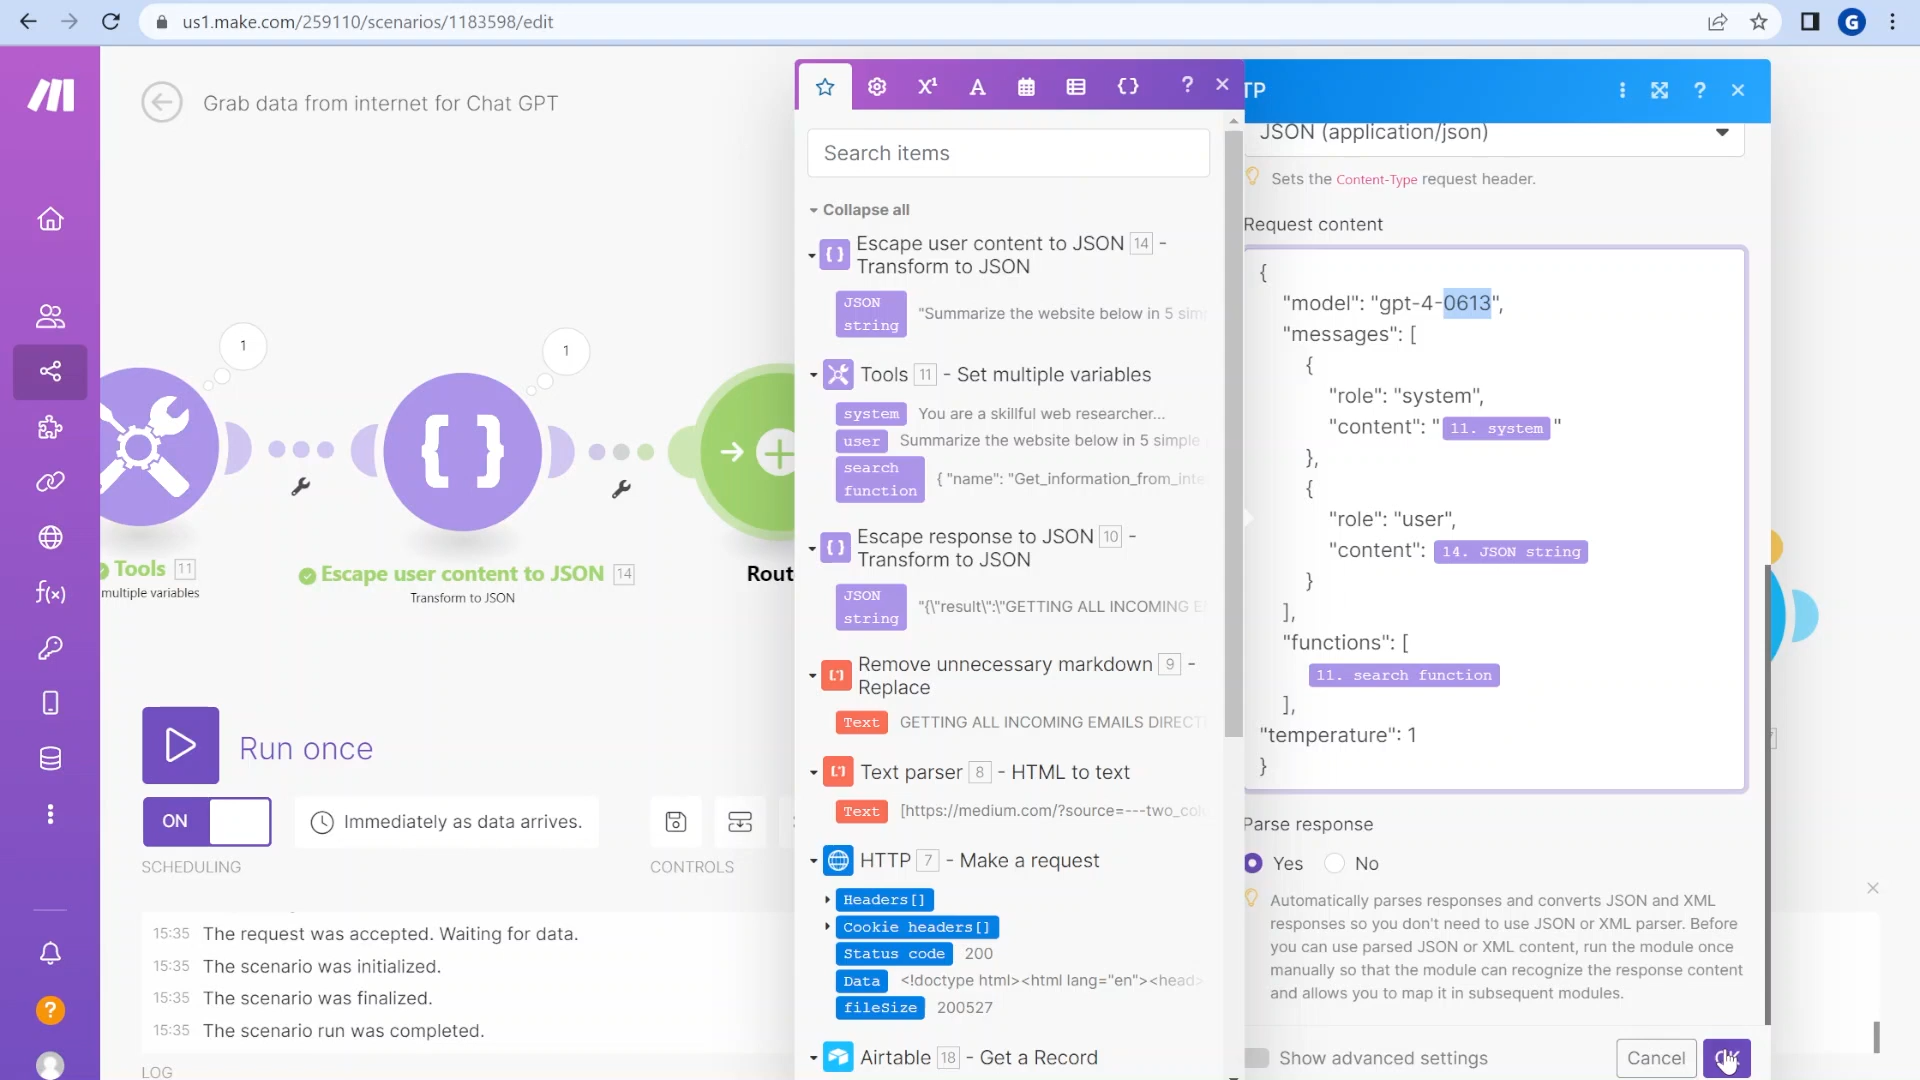 us1.make.com/259110/scenarios/1183598/edit
G
Grab data from internet for Chat GPT
1
1
Tools 11
multiple variables
Escape user content to JSON 14
Transform to JSON
Rout
Run once
ON
Immediately as data arrives.
SCHEDULING
CONTROLS
15:35 The request was accepted. Waiting for data.
15:35 The scenario was initialized.
15:35 The scenario was finalized.
15:35 The scenario run was completed.
LOG
Search items
Collapse all
Escape user content to JSON 14 -
Transform to JSON
JSON string "Summarize the website below in 5 sim
Tools 11 - Set multiple variables
system You are a skillful web researcher...
user Summarize the website below in 5 simple
search function { "name": "Get_information_from_inte
Escape response to JSON 10 -
Transform to JSON
JSON string "{\"result\":\"GETTING ALL INCOMING E
Remove unnecessary markdown 9 -
Replace
Text GETTING ALL INCOMING EMAILS DIRECT
Text parser 8 - HTML to text
Text [https://medium.com/?source=---two_colu
HTTP 7 - Make a request
Headers[]
Cookie headers[]
Status code 200
Data <!doctype html><html lang="en"><head>
fileSize 200527
Airtable 18 - Get a Record
TP
JSON (application/json)
Sets the Content-Type request header.
Request content
{
"model": "gpt-4-0613",
"messages": [
{
"role": "system",
"content": "11. system"
},
{
"role": "user",
"content": 14. JSON string
}
],
"functions": [
11. search function
],
"temperature": 1
}
Parse response
Yes No
Automatically parses responses and converts JSON and XML
responses so you don't need to use JSON or XML parser. Before
you can use parsed JSON or XML content, run the module once
manually so that the module can recognize the response content
and allows you to map it in subsequent modules.
Show advanced settings
Cancel